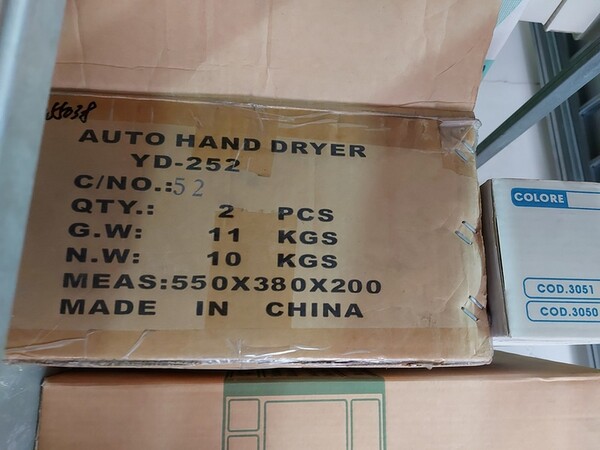 AUTO HAND DRYER
YD-252
C/NO.:52
QTY.: 2 PCS
G.W: 11 KGS
N.W: 10 KGS
MEAS:550X380X200
MADE IN CHINA
COLORE
COD.3051
COD.3050